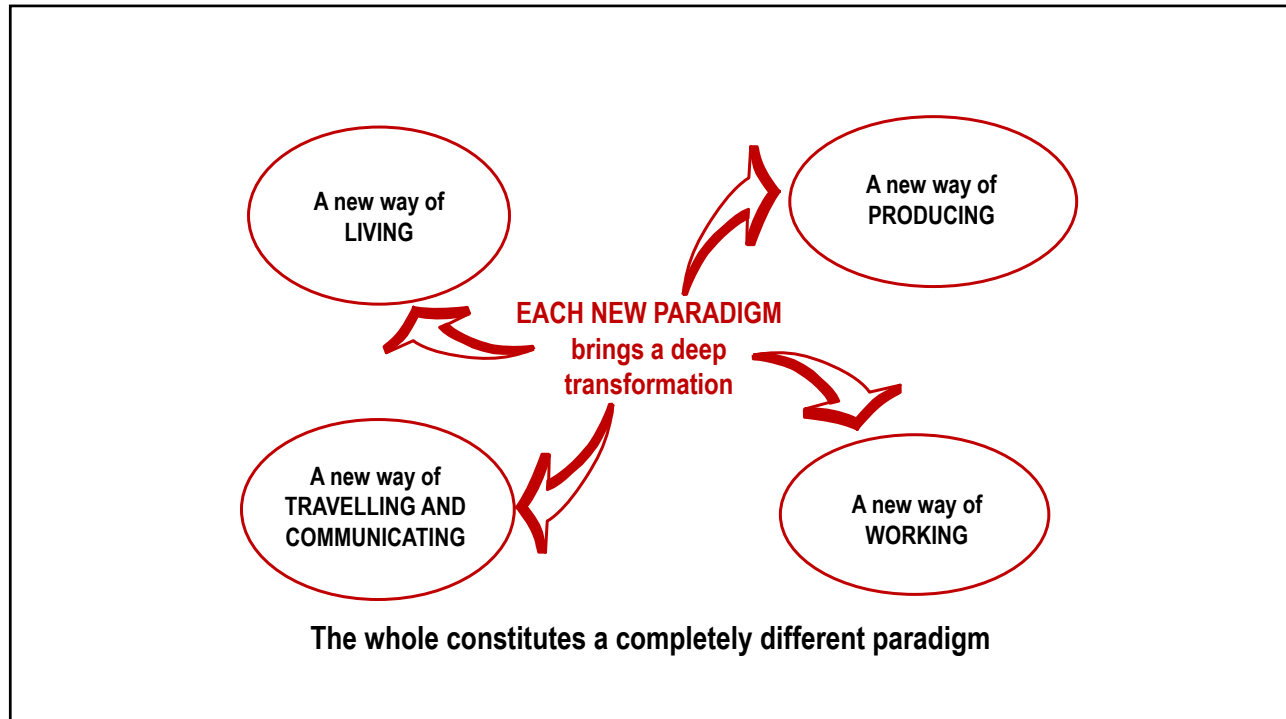 A new way of
LIVING
A new way of
PRODUCING
EACH NEW PARADIGM
brings a deep
transformation
A new way of
TRAVELLING AND
COMMUNICATING
A new way of
WORKING
The whole constitutes a completely different paradigm